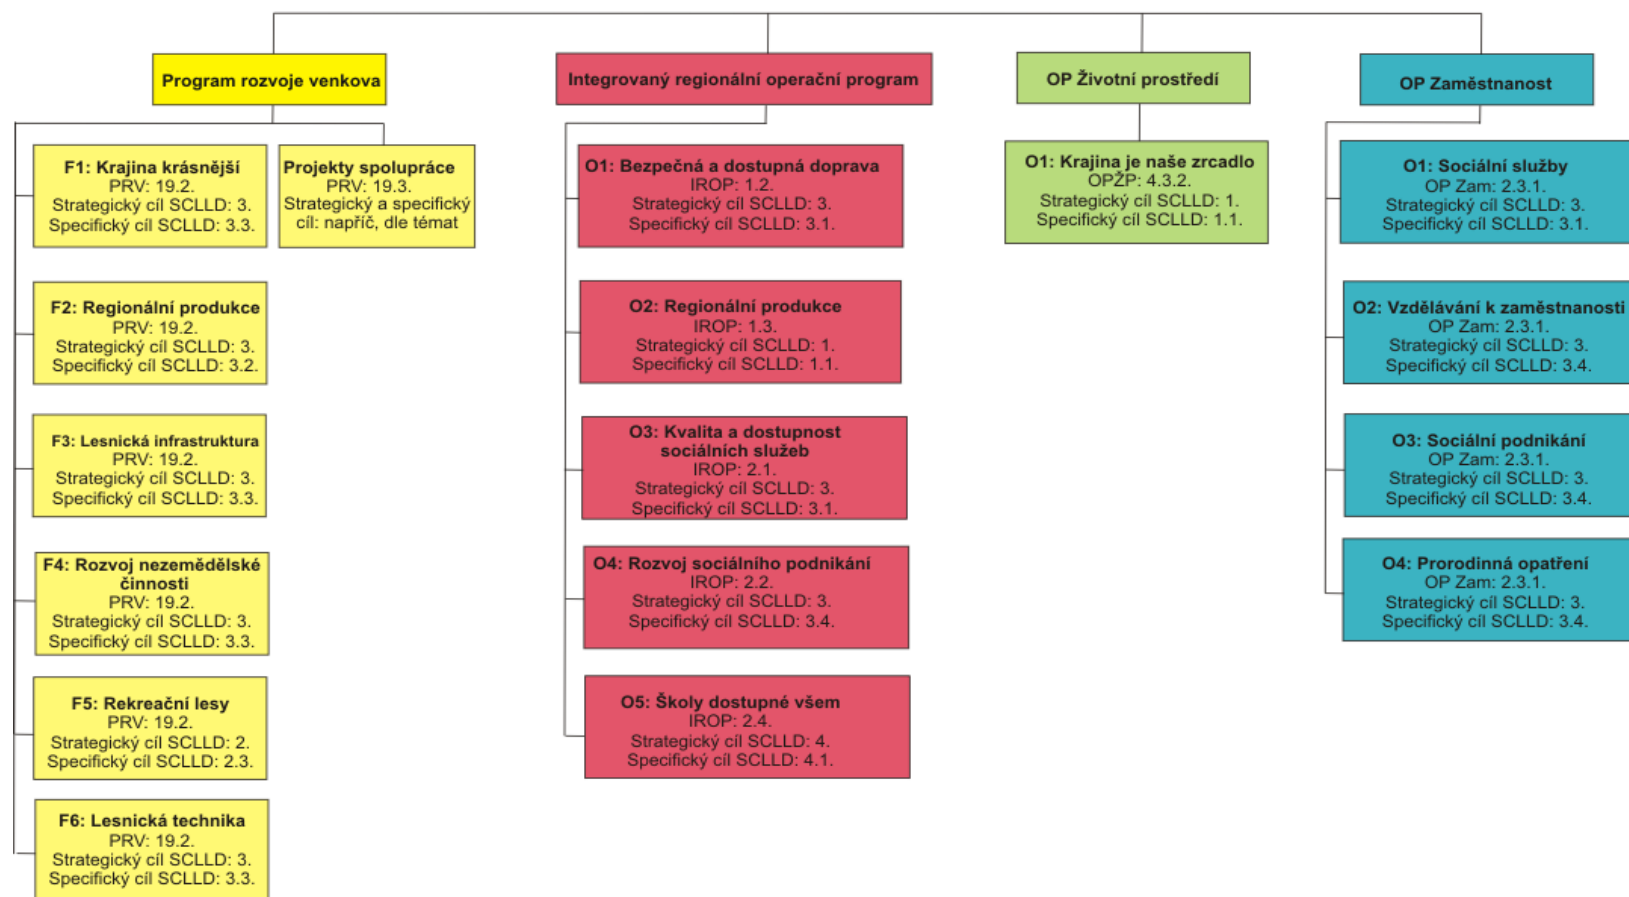 Program rozvoje venkova
Integrovaný regionální operační program
OP Životní prostředí
OP Zaměstnanost
F1: Krajina krásnější
PRV: 19.2.
Strategický cíl SCLLD: 3.
Specifický cíl SCLLD: 3.3.
Projekty spolupráce
PRV: 19.3.
Strategický a specifický
cíl: napříč, dle témat
F2: Regionální produkce
PRV: 19.2.
Strategický cíl SCLLD: 3.
Specifický cíl SCLLD: 3.2.
F3: Lesnická infrastruktura
PRV: 19.2.
Strategický cíl SCLLD: 3.
Specifický cíl SCLLD: 3.3.
F4: Rozvoj nezemědělské
činnosti
PRV: 19.2.
Strategický cíl SCLLD: 3.
Specifický cíl SCLLD: 3.3.
F5: Rekreační lesy
PRV: 19.2.
Strategický cíl SCLLD: 2.
Specifický cíl SCLLD: 2.3.
F6: Lesnická technika
PRV: 19.2.
Strategický cíl SCLLD: 3.
Specifický cíl SCLLD: 3.3.
O1: Bezpečná a dostupná doprava
IROP: 1.2.
Strategický cíl SCLLD: 3.
Specifický cíl SCLLD: 3.1.
O2: Regionální produkce
IROP: 1.3.
Strategický cíl SCLLD: 1.
Specifický cíl SCLLD: 1.1.
O3: Kvalita a dostupnost
sociálních služeb
IROP: 2.1.
Strategický cíl SCLLD: 3.
Specifický cíl SCLLD: 3.1.
O4: Rozvoj sociálního podnikání
IROP: 2.2.
Strategický cíl SCLLD: 3.
Specifický cíl SCLLD: 3.4.
O5: Školy dostupné všem
IROP: 2.4.
Strategický cíl SCLLD: 4.
Specifický cíl SCLLD: 4.1.
O1: Krajina je naše zrcadlo
OPŽP: 4.3.2.
Strategický cíl SCLLD: 1.
Specifický cíl SCLLD: 1.1.
O1: Sociální služby
OP Zam: 2.3.1.
Strategický cíl SCLLD: 3.
Specifický cíl SCLLD: 3.1.
O2: Vzdělávání k zaměstnanosti
OP Zam: 2.3.1.
Strategický cíl SCLLD: 3.
Specifický cíl SCLLD: 3.4.
O3: Sociální podnikání
OP Zam: 2.3.1.
Strategický cíl SCLLD: 3.
Specifický cíl SCLLD: 3.4.
O4: Prorodinná opatření
OP Zam: 2.3.1.
Strategický cíl SCLLD: 3.
Specifický cíl SCLLD: 3.4.